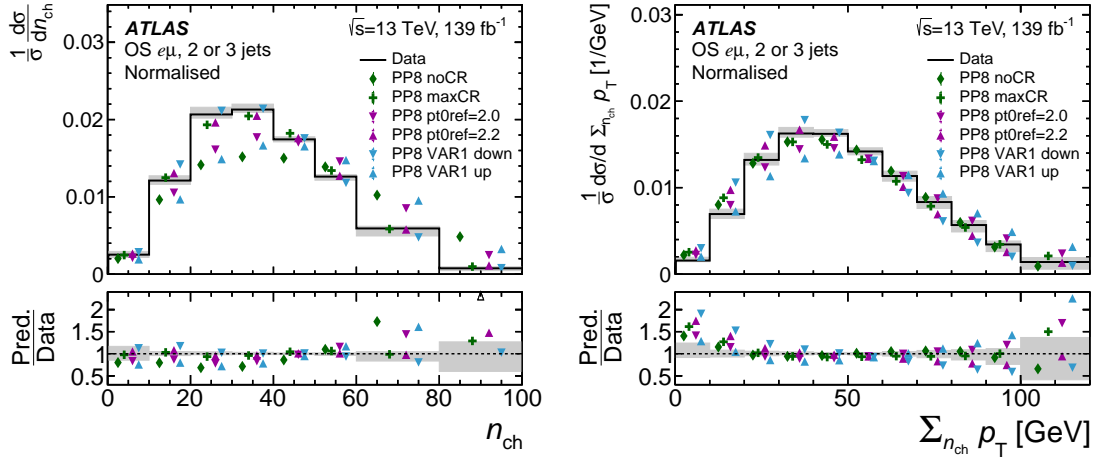 1/σ dσ/dn_ch
0.03
0.02
0.01
0
ATLAS
√s=13 TeV, 139 fb⁻¹
OS eμ, 2 or 3 jets
Normalised
Data
PP8 noCR
PP8 maxCR
PP8 pt0ref=2.0
PP8 pt0ref=2.2
PP8 VAR1 down
PP8 VAR1 up
Pred./Data
2
1.5
1
0.5
0 20 40 60 80 100
n_ch
1/σ dσ/d Σ_{n_ch} p_T [1/GeV]
0.03
0.02
0.01
0
ATLAS
√s=13 TeV, 139 fb⁻¹
OS eμ, 2 or 3 jets
Normalised
Data
PP8 noCR
PP8 maxCR
PP8 pt0ref=2.0
PP8 pt0ref=2.2
PP8 VAR1 down
PP8 VAR1 up
Pred./Data
2
1.5
1
0.5
0 50 100
Σ_{n_ch} p_T [GeV]